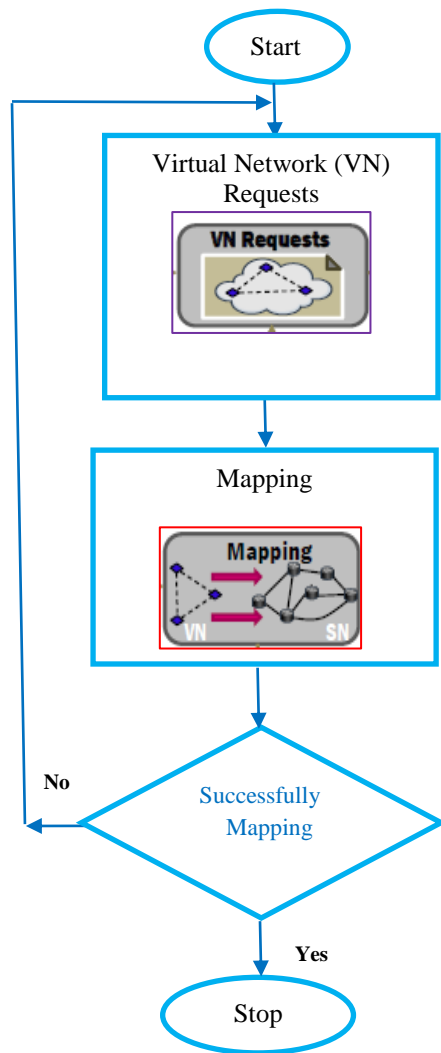 Start
Virtual Network (VN)
Requests
VN Requests
Mapping
Mapping
VN
SN
No
Successfully
Mapping
Yes
Stop